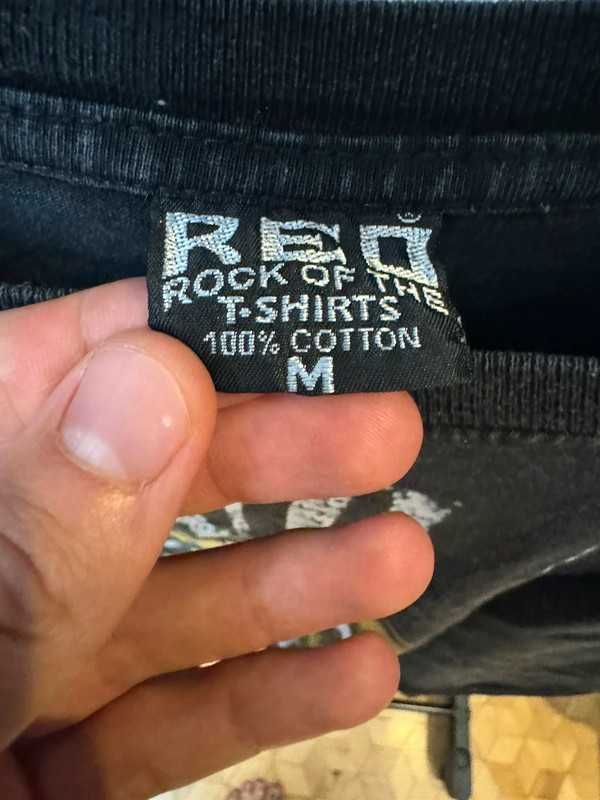 REO®
ROCK OF THE
T-SHIRTS
100% COTTON
M